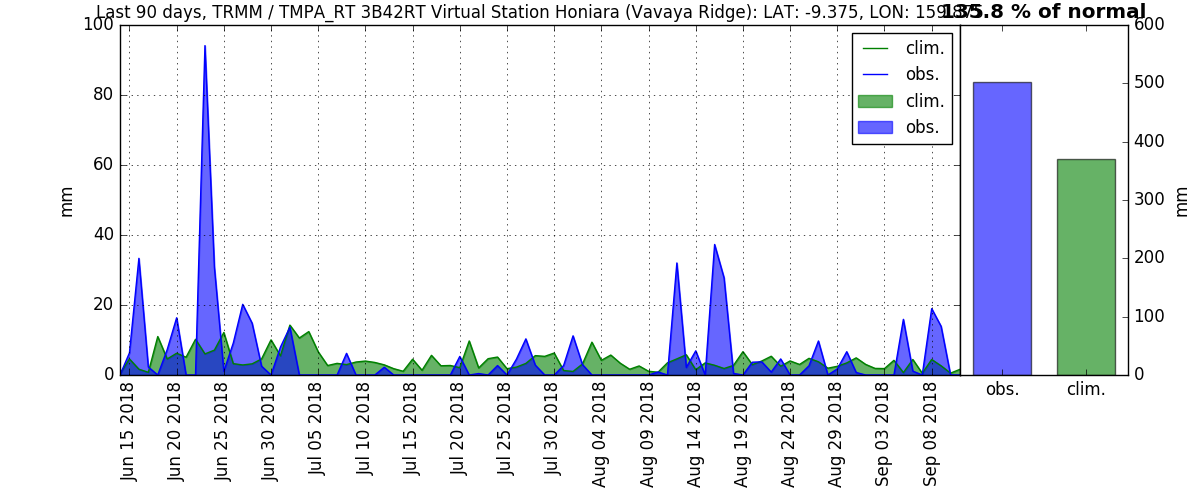 Last 90 days, TRMM / TMPA_RT 3B42RT Virtual Station Honiara (Vavaya Ridge): LAT: -9.375, LON:
135.8 % of normal
100
80
60
40
20
0
mm
clim.
obs.
clim.
obs.
600
500
400
300
200
100
0
mm
obs.
clim.
Jun 15 2018
Jun 20 2018
Jun 25 2018
Jun 30 2018
Jul 05 2018
Jul 10 2018
Jul 15 2018
Jul 20 2018
Jul 25 2018
Jul 30 2018
Aug 04 2018
Aug 09 2018
Aug 14 2018
Aug 19 2018
Aug 24 2018
Aug 29 2018
Sep 03 2018
Sep 08 2018